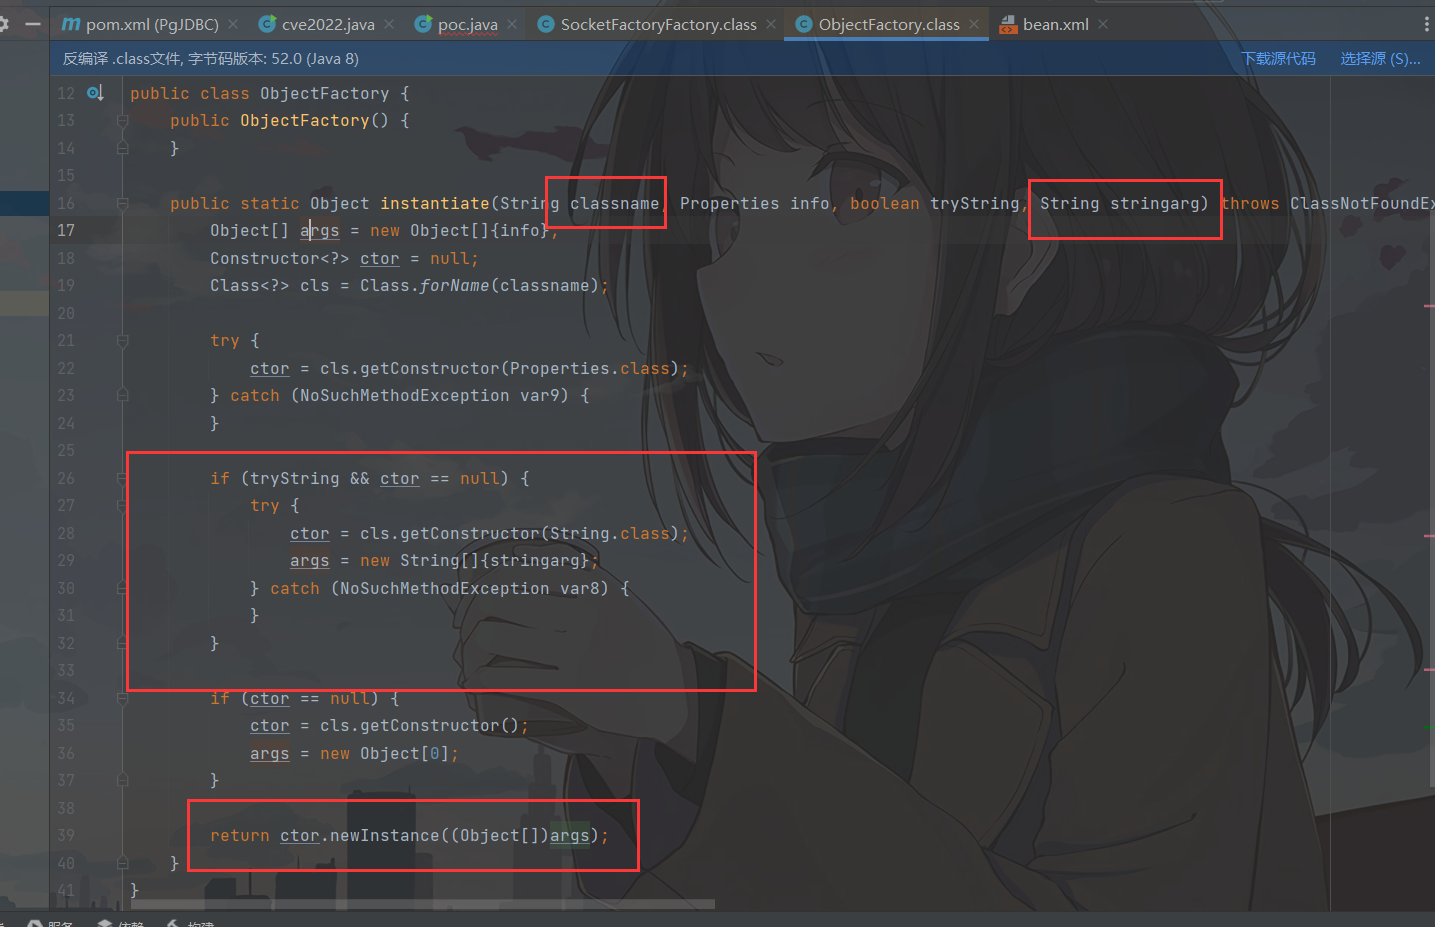 pom.xml (PgJDBC) cve2022.java poc.java SocketFactoryFactory.class ObjectFactory.class bean.xml
反编译 .class文件, 字节码版本: 52.0 (Java 8) 下载源代码 选择源 (S)...
12 public class ObjectFactory {
13 public ObjectFactory() {
14 }
15
16 public static Object instantiate(String classname, Properties info, boolean tryString, String stringarg) throws ClassNotFoundEx
17 Object[] args = new Object[]{info};
18 Constructor<?> ctor = null;
19 Class<?> cls = Class.forName(classname);
20
21 try {
22 ctor = cls.getConstructor(Properties.class);
23 } catch (NoSuchMethodException var9) {
24 }
25
26 if (tryString && ctor == null) {
27 try {
28 ctor = cls.getConstructor(String.class);
29 args = new String[]{stringarg};
30 } catch (NoSuchMethodException var8) {
31 }
32 }
33
34 if (ctor == null) {
35 ctor = cls.getConstructor();
36 args = new Object[0];
37 }
38
39 return ctor.newInstance((Object[])args);
40 }
41 }
服务 依赖 构建